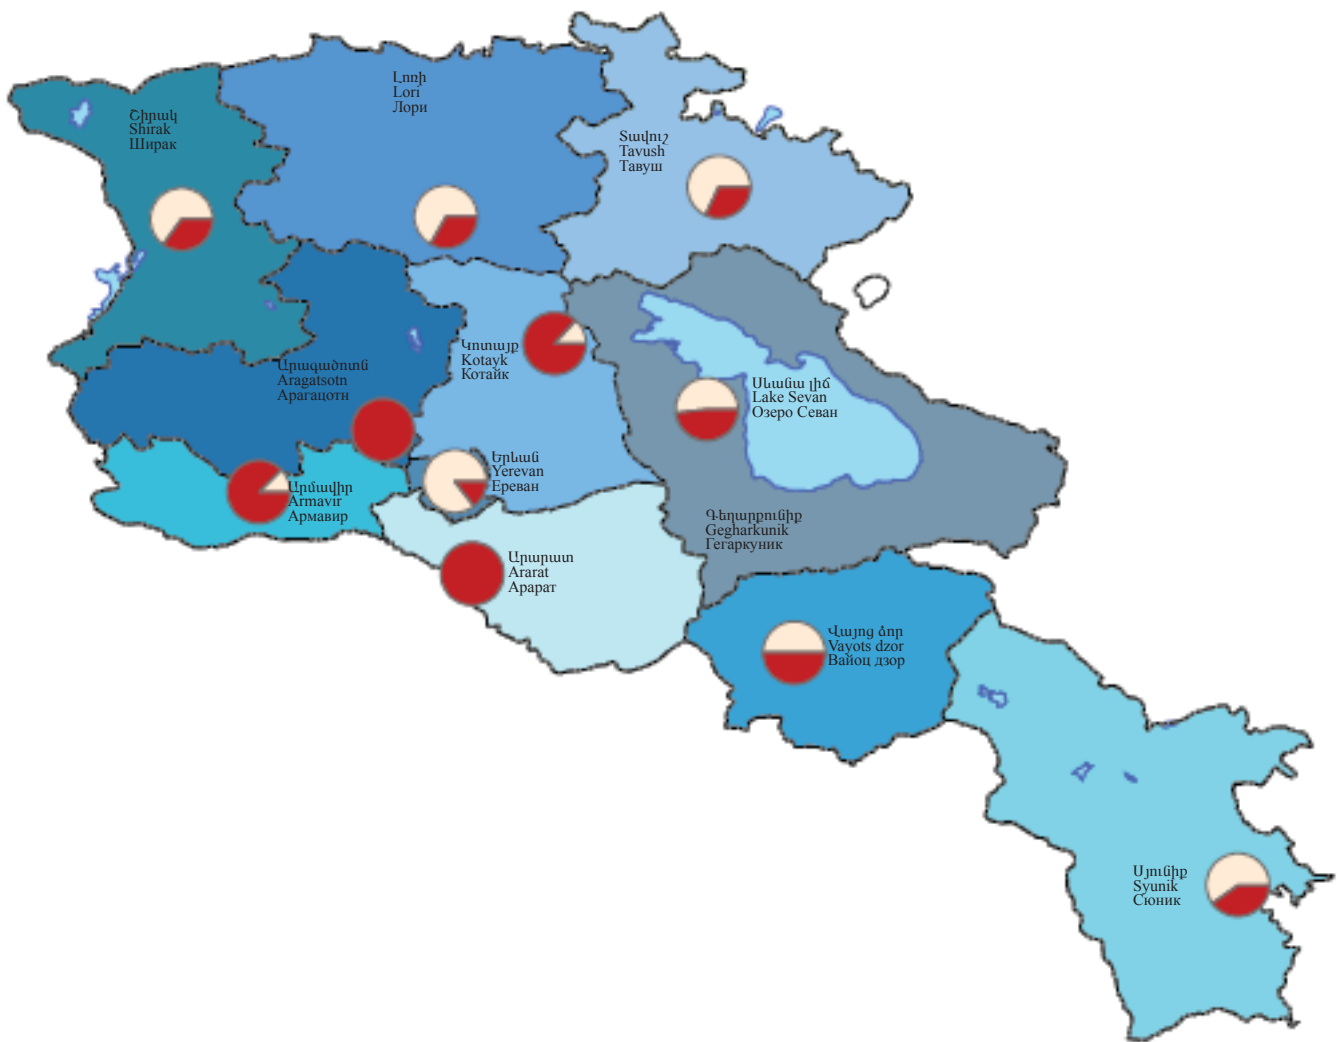 Լոռի
Lori
Лори
Շիրակ
Shirak
Ширак
Տավուշ
Tavush
Тавуш
Կոտայք
Kotayk
Котайк
Արագածոտն
Aragatsotn
Арагацотн
Սևանա լիճ
Lake Sevan
Озеро Севан
Երևան
Yerevan
Ереван
Արմավիր
Armavir
Армавир
Գեղարքունիք
Gegharkunik
Гегаркуник
Արարատ
Ararat
Арарат
Վայոց ձոր
Vayots dzor
Вайоц дзор
Սյունիք
Syunik
Сюник